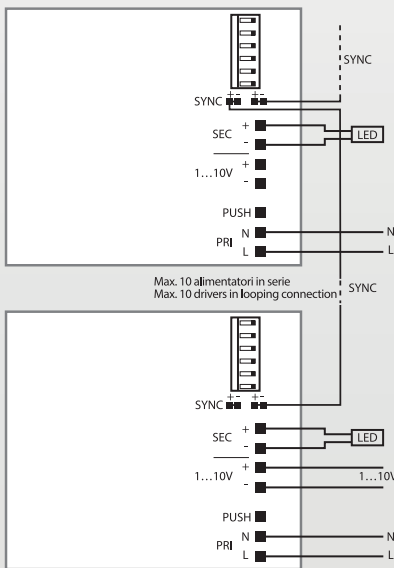 SYNC
+- +-
SYNC
SEC + - LED
1...10V + -
PUSH
PRI N L N L
Max. 10 alimentatori in serie
Max. 10 drivers in looping connection
SYNC
+- +-
SYNC
SEC + - LED
1...10V + - 1...10V
PUSH
PRI N L N L